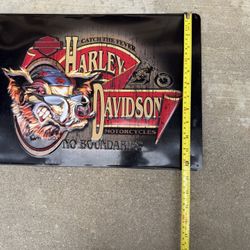 CATCH THE FEVER
HARLEY
DAVIDSON
MOTORCYCLES
NO BOUNDARIES